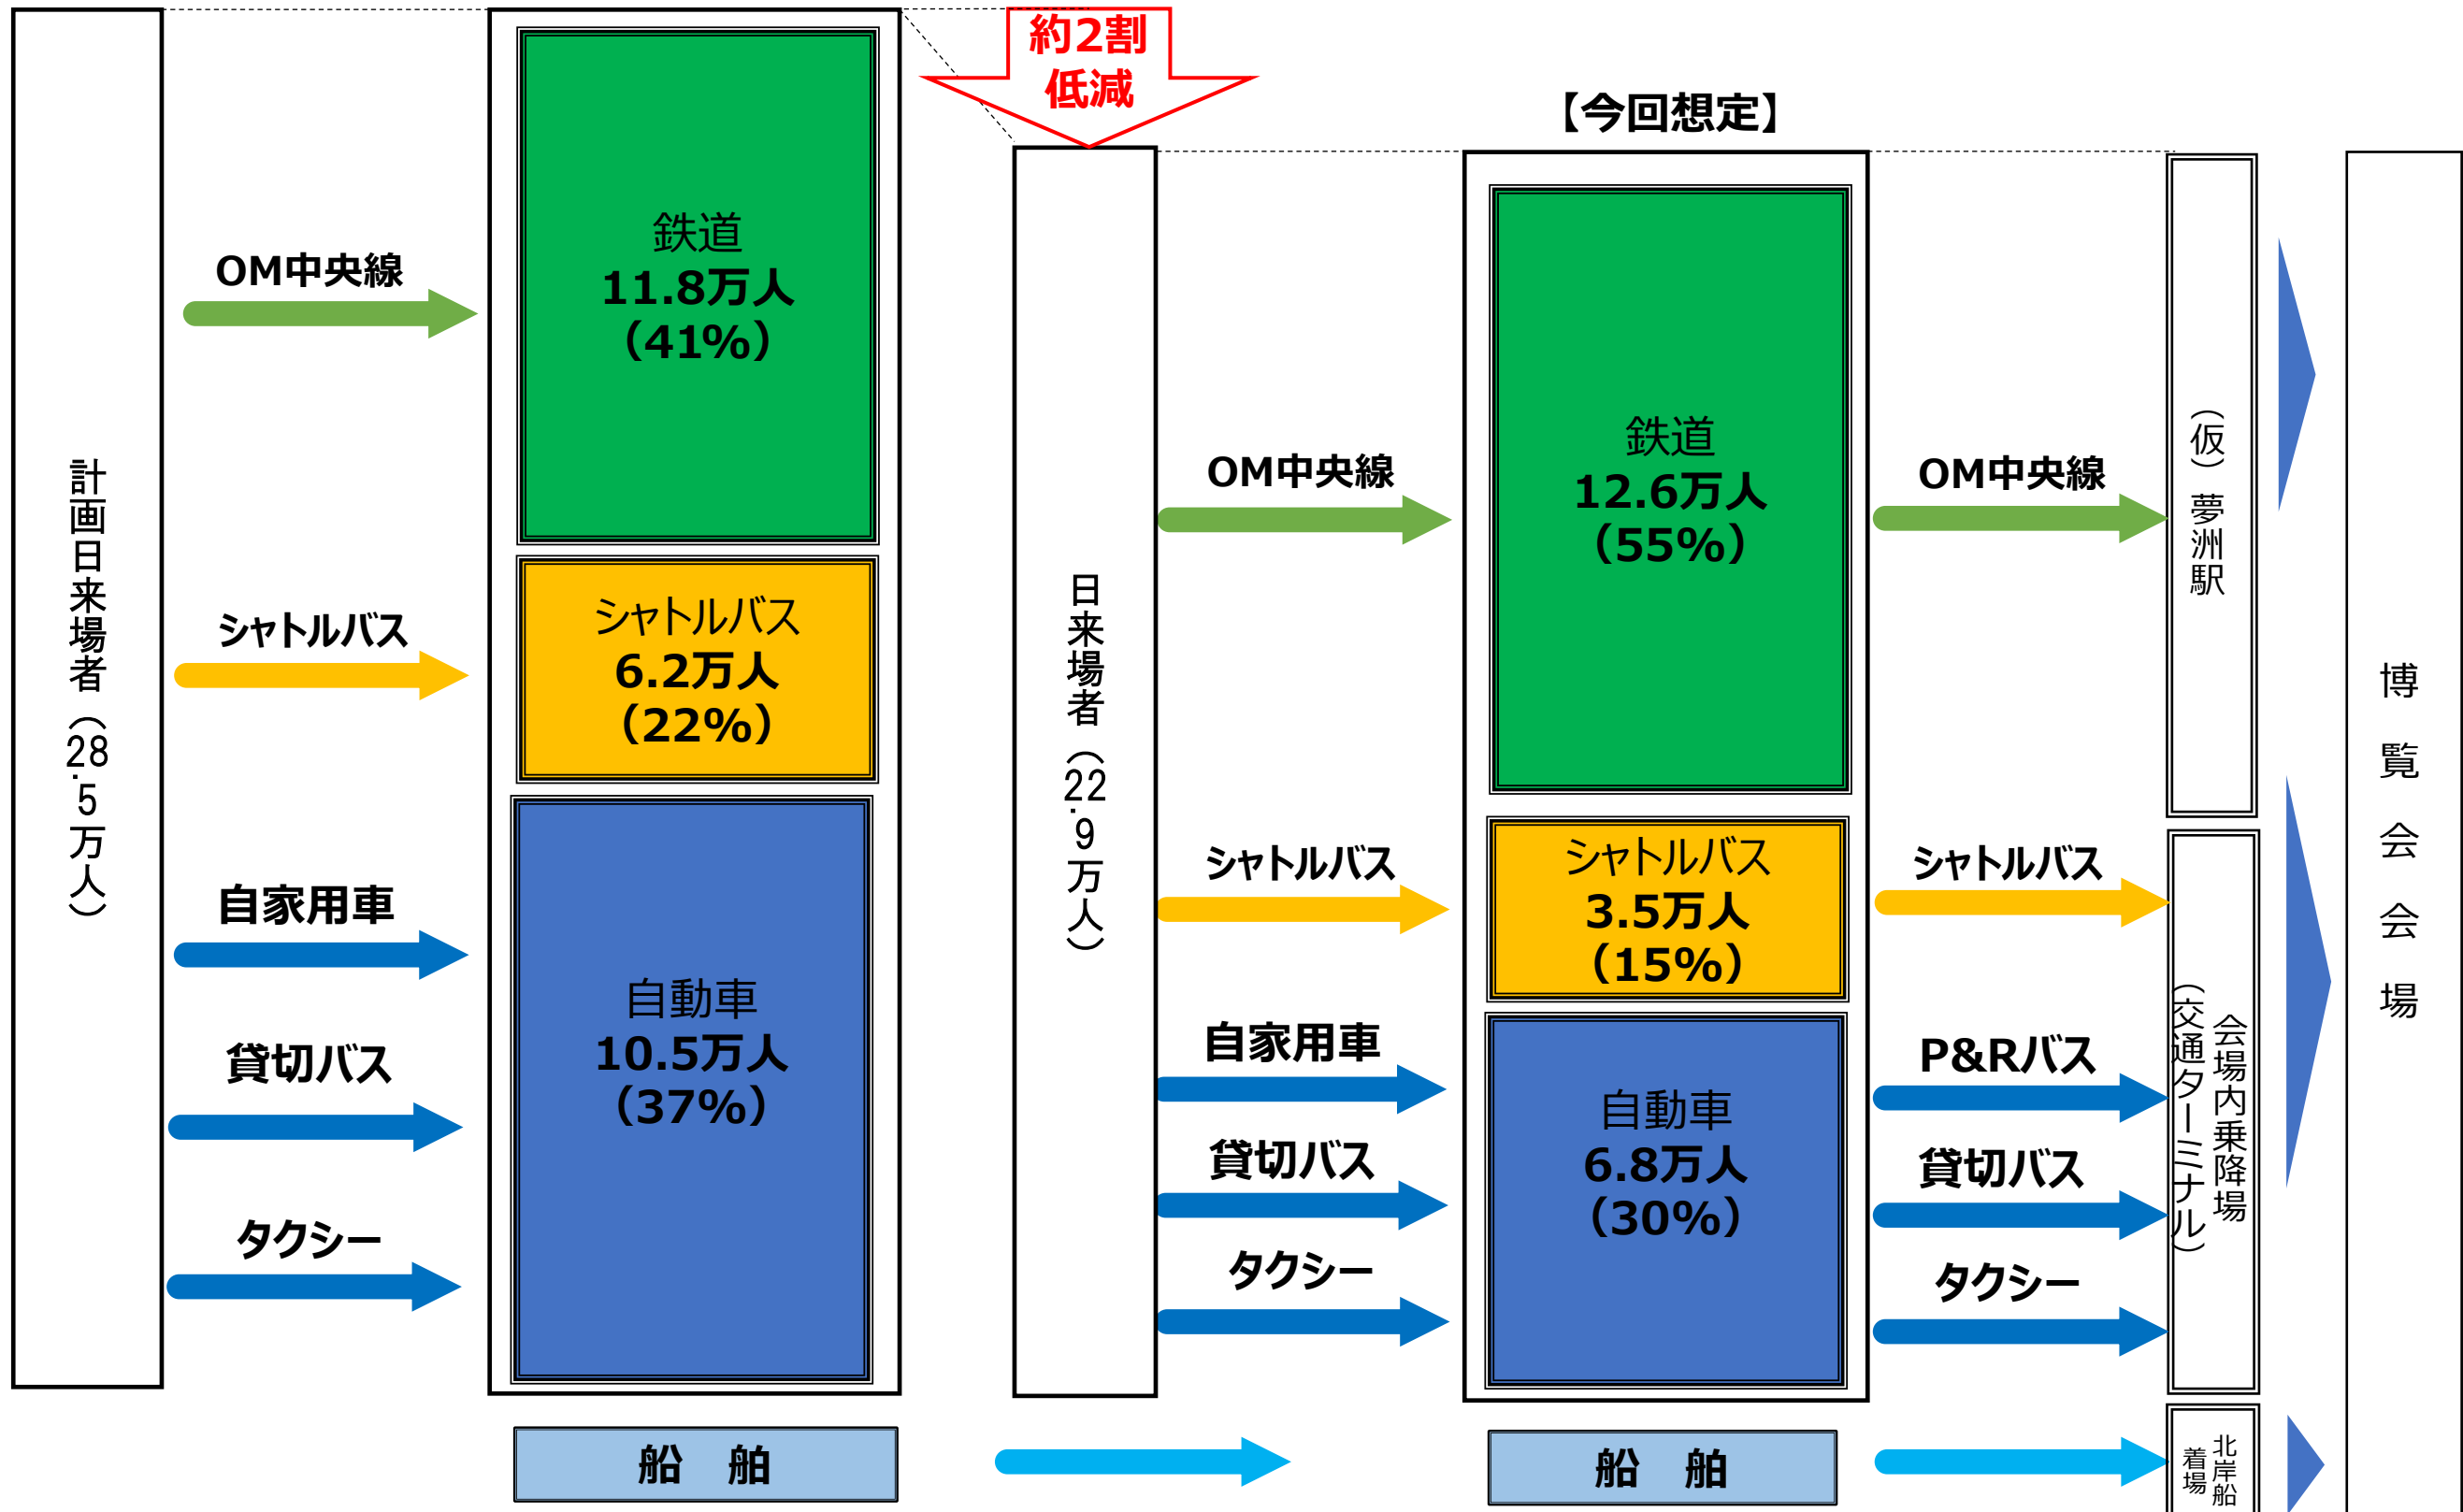 計画日来場者（28.5万人）
OM中央線
シャトルバス
自家用車
貸切バス
タクシー
鉄道
11.8万人
（41%）
シャトルバス
6.2万人
（22%）
自動車
10.5万人
（37%）
船　舶
約2割
低減
日来場者（22.9万人）
OM中央線
シャトルバス
自家用車
貸切バス
タクシー
【今回想定】
鉄道
12.6万人
（55%）
シャトルバス
3.5万人
（15%）
自動車
6.8万人
（30%）
船　舶
OM中央線
シャトルバス
P&Rバス
貸切バス
タクシー
（仮）夢洲駅
会場内乗降場
（交通ターミナル）
北岸船
着場
博覧会会場